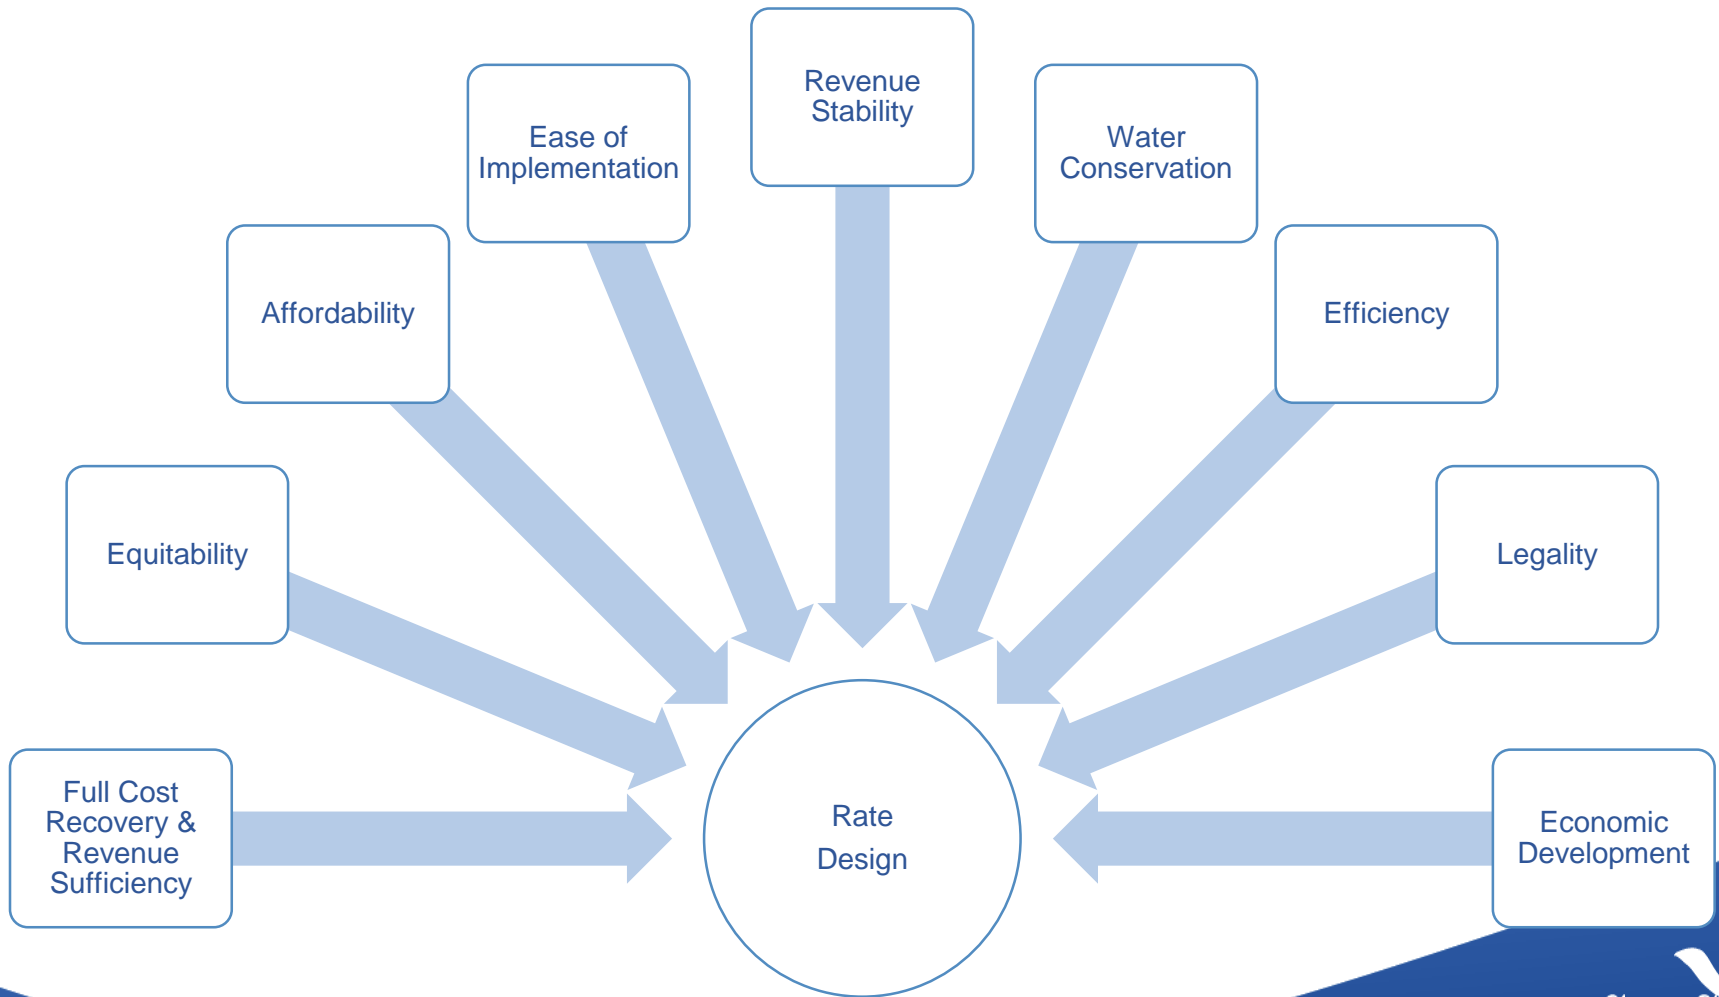 Revenue
Stability
Ease of
Implementation
Water
Conservation
Affordability
Efficiency
Equitability
Legality
Full Cost
Recovery &
Revenue
Sufficiency
Rate
Design
Economic
Development